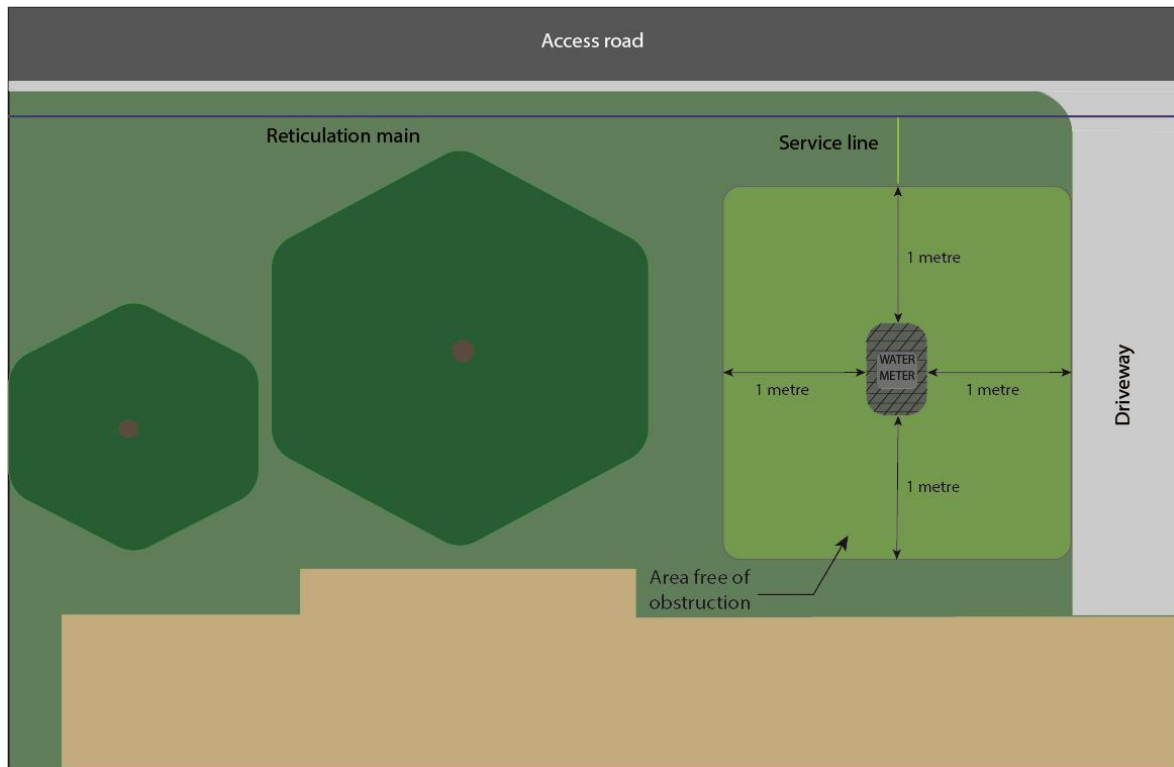 Access road
Reticulation main
Service line
1 metre
WATER
METER
1 metre
1 metre
Driveway
1 metre
Area free of
obstruction